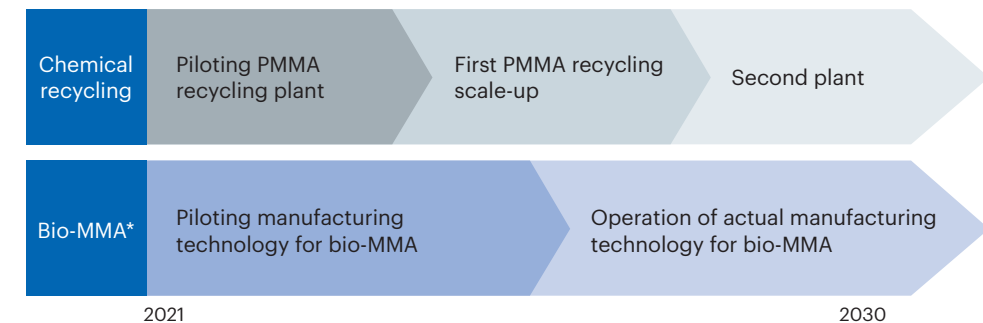 Chemical
recycling
Piloting PMMA
recycling plant
First PMMA recycling
scale-up
Second plant
Bio-MMA*
Piloting manufacturing
technology for bio-MMA
Operation of actual manufacturing
technology for bio-MMA
2021
2030